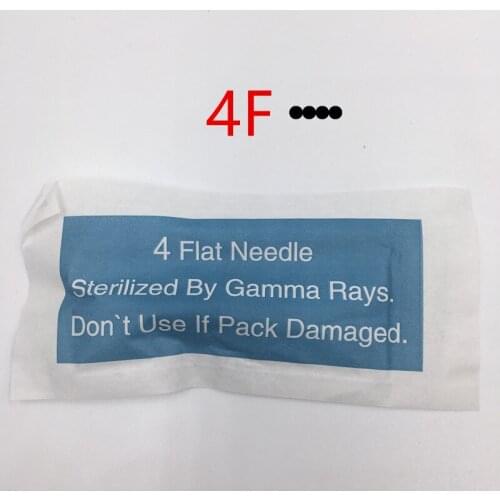 4F
4 Flat Needle
Sterilized By Gamma Rays.
Don`t Use If Pack Damaged.